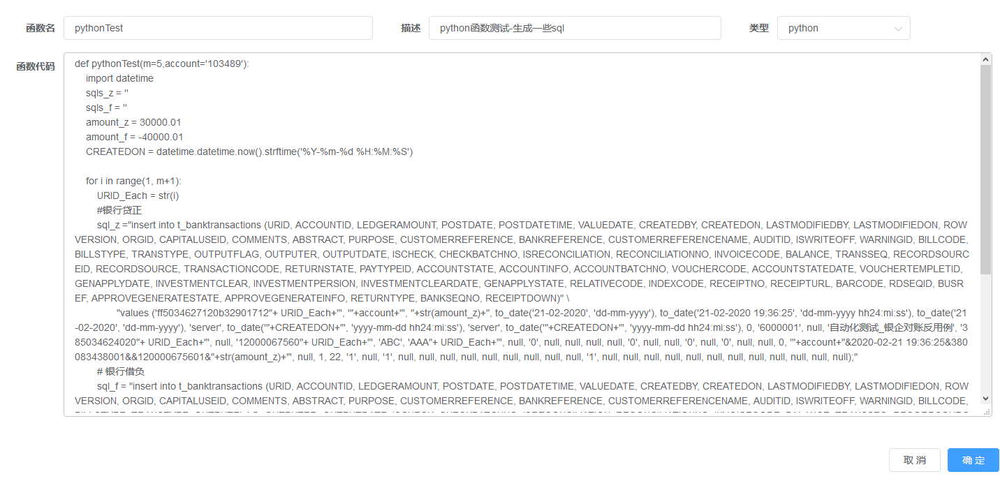 函数名 pythonTest 描述 python函数测试-生成一些sql 类型 python
函数代码
def pythonTest(m=5,account='103489'):
import datetime
sqls_z = ''
sqls_f = ''
amount_z = 30000.01
amount_f = -40000.01
CREATEDON = datetime.datetime.now().strftime('%Y-%m-%d %H:%M:%S')
for i in range(1, m+1):
URID_Each = str(i)
#银行贷正
sql_z ="insert into t_banktransactions (URID, ACCOUNTID, LEDGERAMOUNT, POSTDATE, POSTDATETIME, VALUEDATE, CREATEDBY, CREATEDON, LASTMODIFIEDBY, LASTMODIFIEDON, ROW
VERSION, ORGID, CAPITALUSEID, COMMENTS, ABSTRACT, PURPOSE, CUSTOMERREFERENCE, BANKREFERENCE, CUSTOMERREFERENCENAME, AUDITID, ISWRITEOFF, WARNINGID, BILLCODE,
BILLSTYPE, TRANSTYPE, OUTPUTFLAG, OUTPUTER, OUTPUTDATE, ISCHECK, CHECKBATCHNO, ISRECONCILIATION, RECONCILIATIONNO, INVOICECODE, BALANCE, TRANSSEQ, RECORDSOURC
EID, RECORDSOURCE, TRANSACTIONCODE, RETURNSTATE, PAYTYPEID, ACCOUNTSTATE, ACCOUNTINFO, ACCOUNTBATCHNO, VOUCHERCODE, ACCOUNTSTATEDATE, VOUCHERTEMPLETID,
GENAPPLYDATE, INVESTMENTCLEAR, INVESTMENTPERSION, INVESTMENTCLEARDATE, GENAPPLYSTATE, RELATIVECODE, INDEXCODE, RECEIPTNO, RECEIPTURL, BARCODE, RDSEQID, BUSR
EF, APPROVEGENERATESTATE, APPROVEGENERATEINFO, RETURNTYPE, BANKSEQNO, RECEIPTDOWN)" \
"values ('ff5034627120b32901712"+ URID_Each+"', '"+account+"', "+str(amount_z)+", to_date('21-02-2020', 'dd-mm-yyyy'), to_date('21-02-2020 19:36:25', 'dd-mm-yyyy hh24:mi:ss'), to_date('21
-02-2020', 'dd-mm-yyyy'), 'server', to_date('"+CREATEDON+"', 'yyyy-mm-dd hh24:mi:ss'), 'server', to_date('"+CREATEDON+"', 'yyyy-mm-dd hh24:mi:ss'), 0, '6000001', null, '自动化测试_银企对账反用例', '3
85034624020"+ URID_Each+"', null, '12000067560"+ URID_Each+"', 'ABC', 'AAA"+ URID_Each+"', null, '0', null, null, null, null, '0', null, null, '0', null, '0', null, null, 0, '"+account+"&2020-02-21 19:36:25&380
083438001&&120000675601&"+str(amount_z)+"', null, 1, 22, '1', null, '1', null, null, null, null, null, null, null, null, null, '1', null, null, null, null, null, null, null, null, null, null, null, null);"
# 银行借负
sql_f = "insert into t_banktransactions (URID, ACCOUNTID, LEDGERAMOUNT, POSTDATE, POSTDATETIME, VALUEDATE, CREATEDBY, CREATEDON, LASTMODIFIEDBY, LASTMODIFIEDON, ROW
VERSION, ORGID, CAPITALUSEID, COMMENTS, ABSTRACT, PURPOSE, CUSTOMERREFERENCE, BANKREFERENCE, CUSTOMERREFERENCENAME, AUDITID, ISWRITEOFF, WARNINGID, BILLCODE,
取 消 确 定